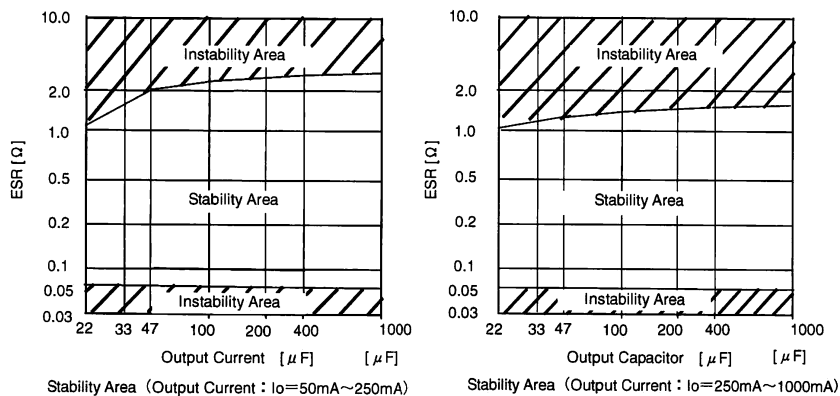 10.0
Instability Area
2.0
1.0
ESR [Ω]
0.5
Stability Area
0.2
0.1
0.05
Instability Area
0.03
22 33 47 100 200 400 1000
Output Current [μF] [μF]
Stability Area (Output Current : Io=50mA~250mA)
10.0
Instability Area
2.0
1.0
ESR [Ω]
0.5
Stability Area
0.2
0.1
0.05
Instability Area
0.03
22 33 47 100 200 400 1000
Output Capacitor [μF] [μF]
Stability Area (Output Current : Io=250mA~1000mA)